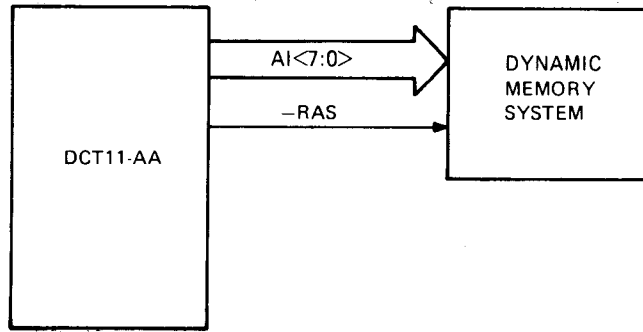 AI<7:0>
DYNAMIC
MEMORY
SYSTEM
—RAS
DCT11-AA